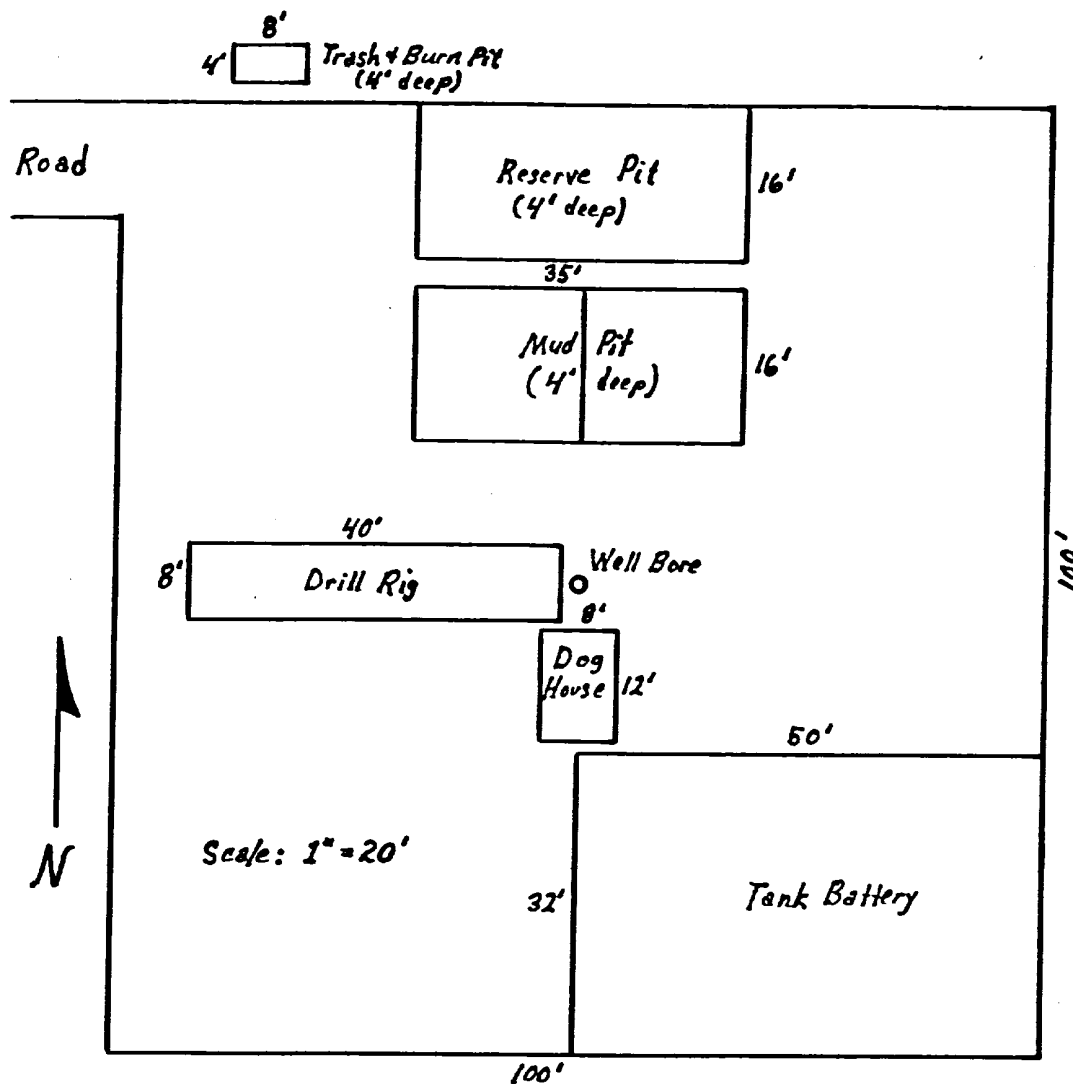 8'
4'
Trash & Burn Pit
(4' deep)
Road
Reserve Pit
(4' deep)
16'
35'
Mud Pit
(4' deep)
16'
40'
8'
Drill Rig
Well Bore
8'
Dog
House
12'
100'
50'
N
Scale: 1" = 20'
32'
Tank Battery
100'